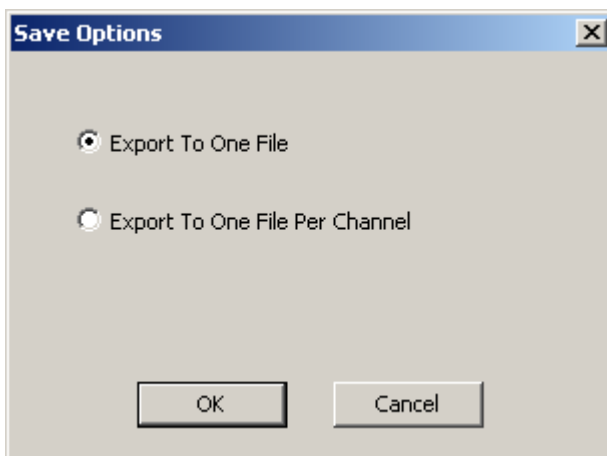 Save Options
Export To One File
Export To One File Per Channel
OK Cancel